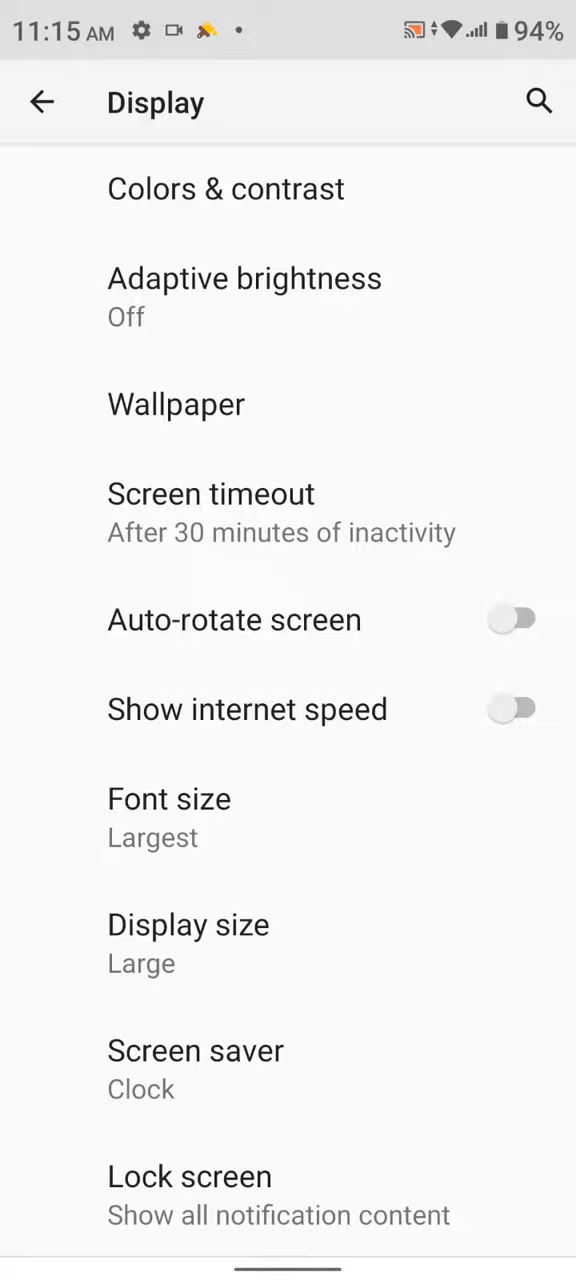 11:15 AM 94%
Display
Colors & contrast
Adaptive brightness
Off
Wallpaper
Screen timeout
After 30 minutes of inactivity
Auto-rotate screen
Show internet speed
Font size
Largest
Display size
Large
Screen saver
Clock
Lock screen
Show all notification content